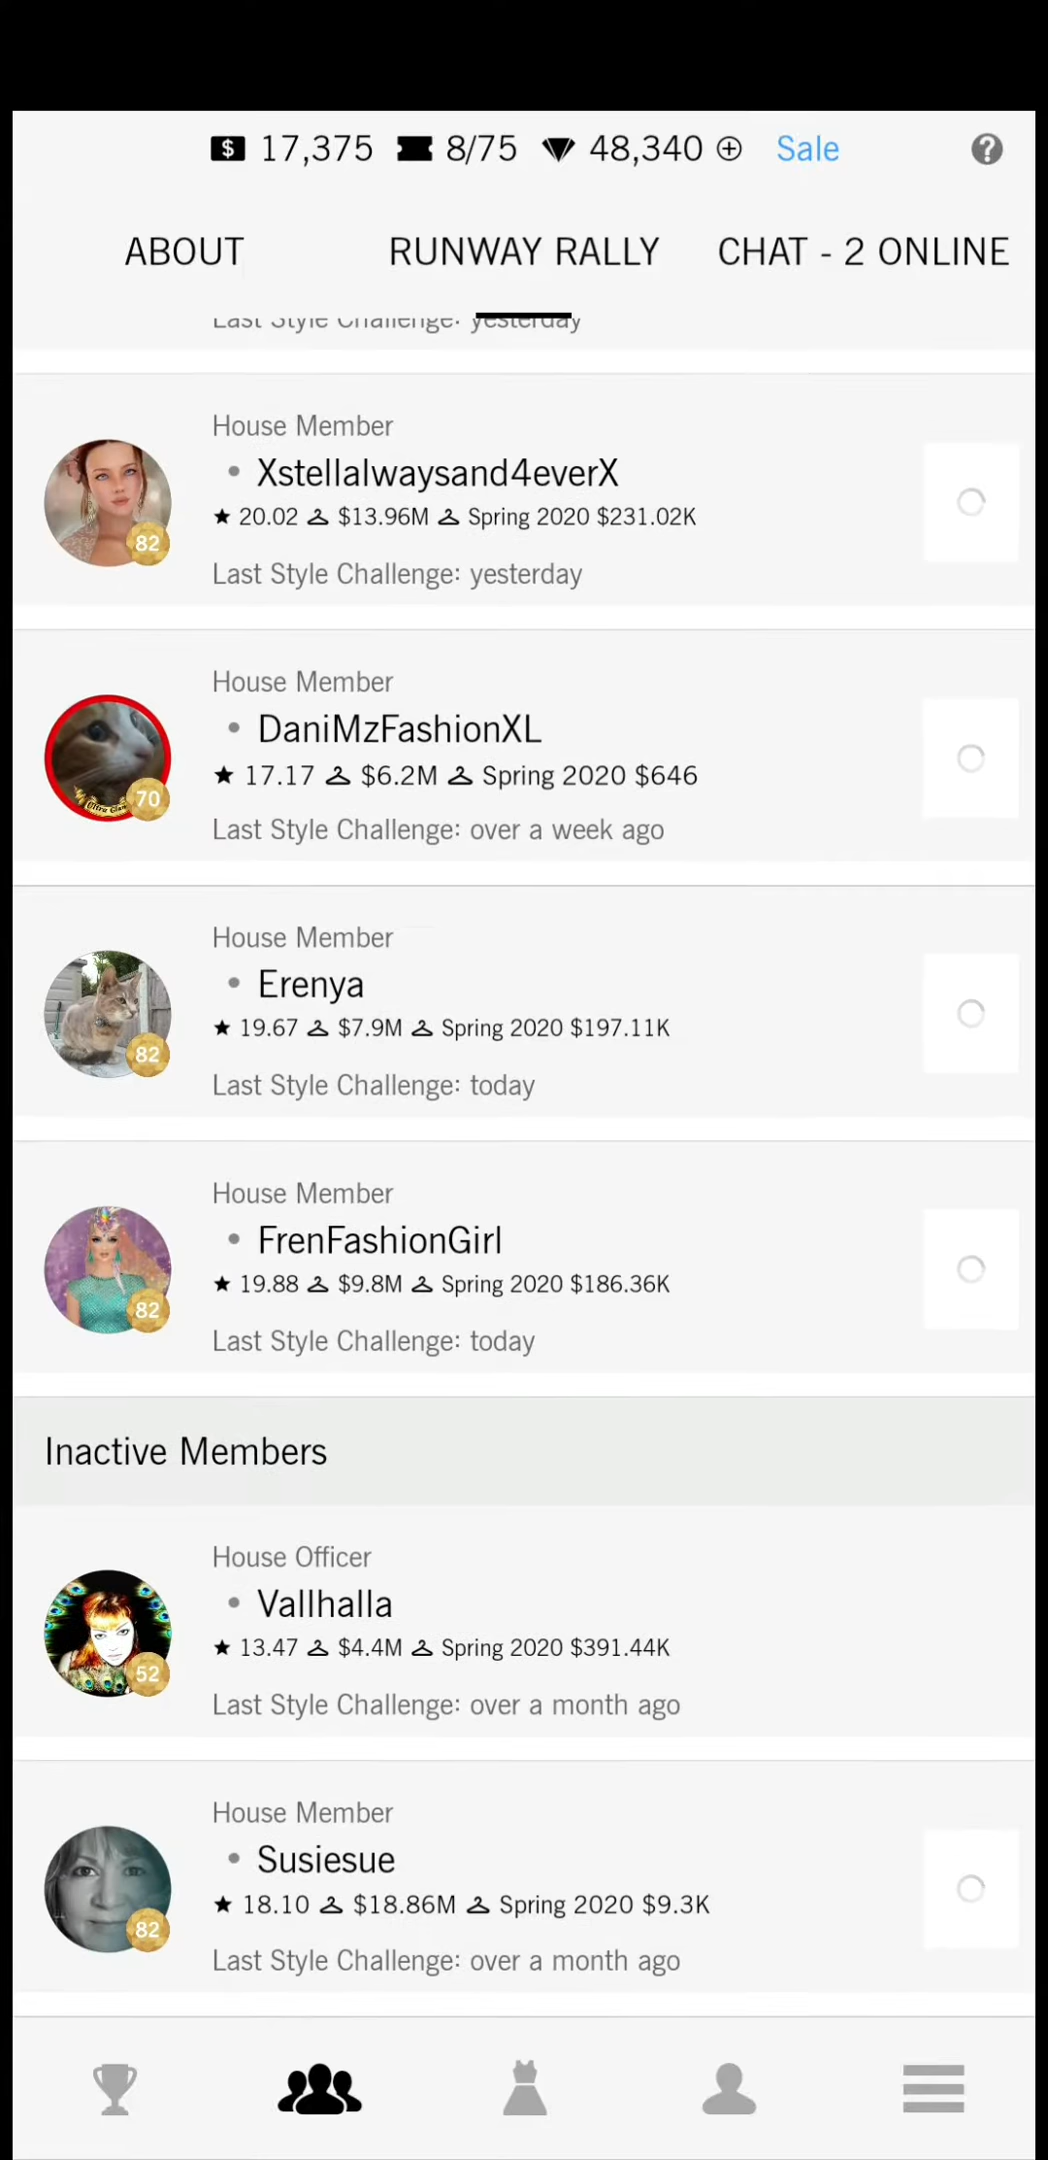 $ 17,375 8/75 48,340 Sale ?
ABOUT RUNWAY RALLY CHAT - 2 ONLINE
Last Style Challenge: yesterday
House Member
• Xstellalwaysand 4everX
★ 20.02 $13.96M Spring 2020 $231.02K
82
Last Style Challenge: yesterday
House Member
• DaniMzFashionXL
★ 17.17 $6.2M Spring 2020 $646
70
Last Style Challenge: over a week ago
House Member
• Erenya
★ 19.67 $7.9M Spring 2020 $197.11K
82
Last Style Challenge: today
House Member
• FrenFashionGirl
★ 19.88 $9.8M Spring 2020 $186.36K
82
Last Style Challenge: today
Inactive Members
House Officer
• Vallhalla
★ 13.47 $4.4M Spring 2020 $391.44K
52
Last Style Challenge: over a month ago
House Member
• Susiesue
★ 18.10 $18.86M Spring 2020 $9.3K
82
Last Style Challenge: over a month ago